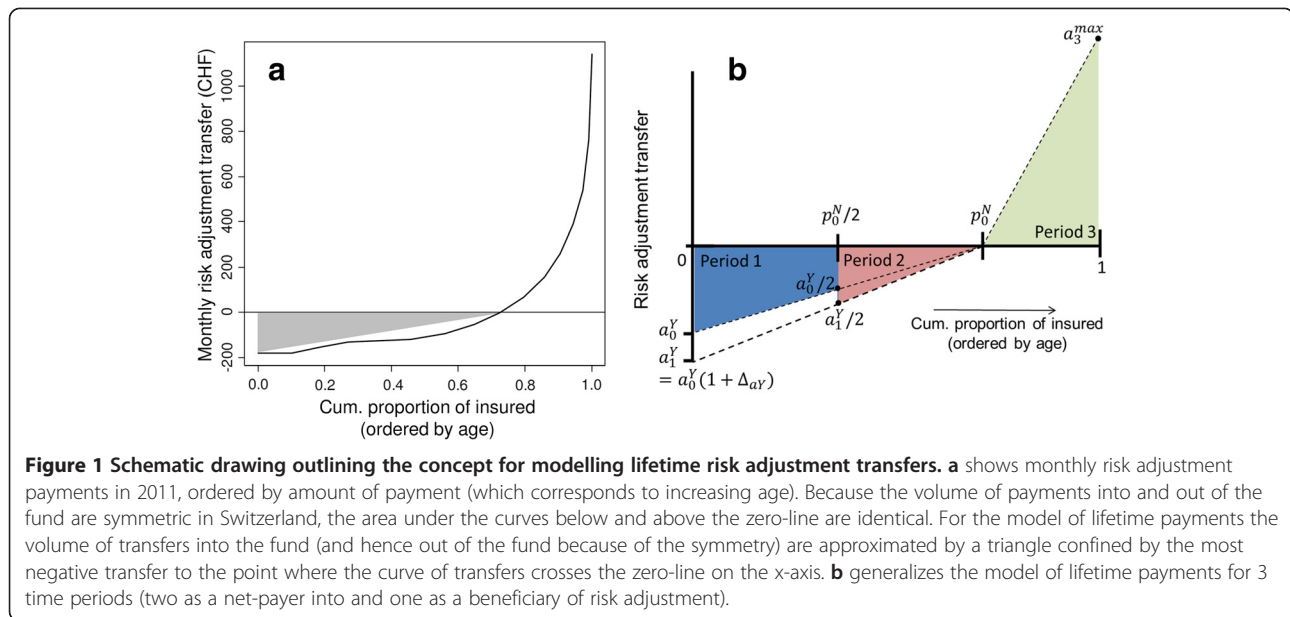 a
Monthly risk adjustment transfer (CHF)
1000
800
600
400
200
0
-200
0.0 0.2 0.4 0.6 0.8 1.0
Cum. proportion of insured
(ordered by age)
b
Risk adjustment transfer
a_3^{max}
p_0^N/2
p_0^N
0
Period 1
Period 2
Period 3
1
a_0^Y/2
a_1^Y/2
a_0^Y
a_1^Y
= a_0^Y(1 + Δ_{aY})
Cum. proportion of insured
(ordered by age)
Figure 1 Schematic drawing outlining the concept for modelling lifetime risk adjustment transfers. a shows monthly risk adjustment
payments in 2011, ordered by amount of payment (which corresponds to increasing age). Because the volume of payments into and out of the
fund are symmetric in Switzerland, the area under the curves below and above the zero-line are identical. For the model of lifetime payments the
volume of transfers into the fund (and hence out of the fund because of the symmetry) are approximated by a triangle confined by the most
negative transfer to the point where the curve of transfers crosses the zero-line on the x-axis. b generalizes the model of lifetime payments for 3
time periods (two as a net-payer into and one as a beneficiary of risk adjustment).